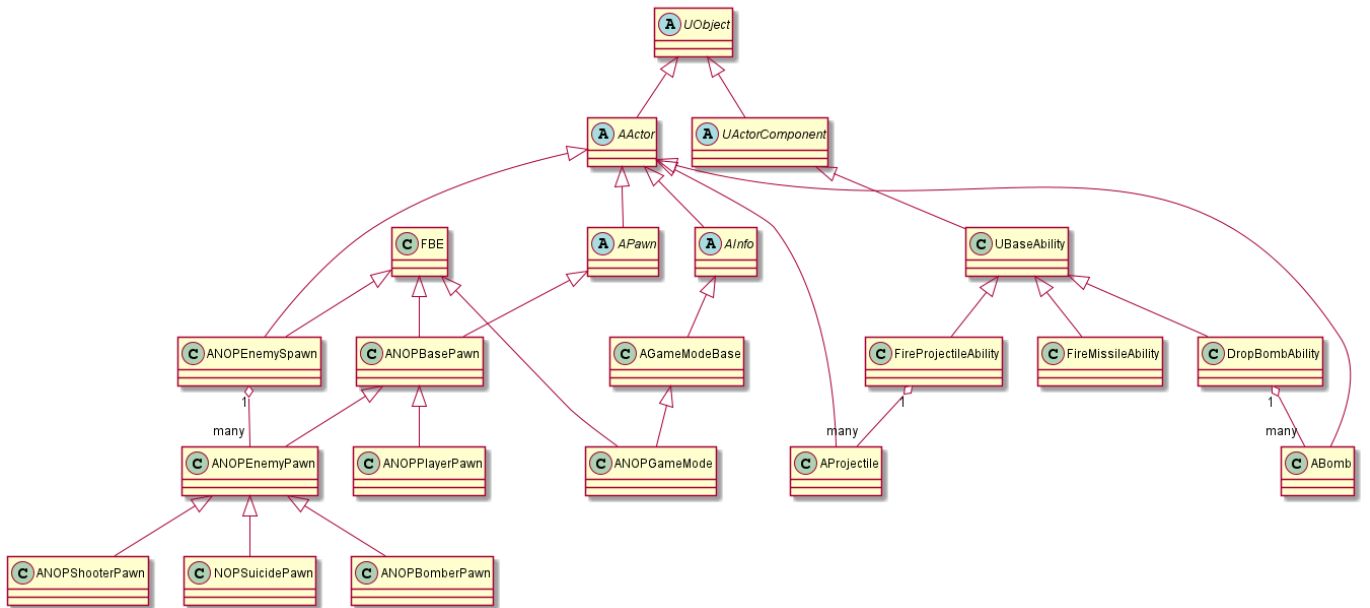 A UObject
A AActor
A UActorComponent
C FBE
A APawn
A AInfo
C UBaseAbility
C ANOPEnemySpawn
C ANOPBasePawn
C AGameModeBase
C FireProjectileAbility
C FireMissileAbility
C DropBombAbility
1
1
1
many
many
many
C ANOPEnemyPawn
C ANOPPlayerPawn
C ANOPGameMode
C AProjectile
C ABomb
C ANOPShooterPawn
C NOPSuicidePawn
C ANOPBomberPawn